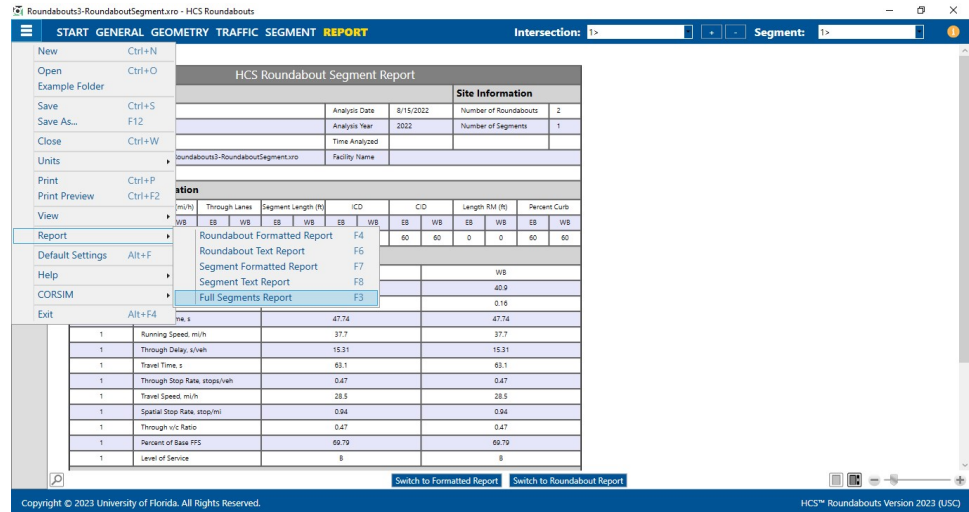 Roundabouts3-RoundaboutSegment.xro - HCS Roundabouts
START GENERAL GEOMETRY TRAFFIC SEGMENT REPORT Intersection: 1> + - Segment: 1>
New Ctrl+N
Open Ctrl+O
Example Folder
Save Ctrl+S
Save As... F12
Close Ctrl+W
Units
Print Ctrl+P
Print Preview Ctrl+F2
View
Report
Default Settings Alt+F
Help
CORSIM
Exit Alt+F4
Roundabout Formatted Report F4
Roundabout Text Report F6
Segment Formatted Report F7
Segment Text Report F8
Full Segments Report F3
HCS Roundabout Segment Report
Site Information
Analysis Date 8/15/2022 Number of Roundabouts 2
Analysis Year 2022 Number of Segments 1
Time Analyzed
Roundabouts3-RoundaboutSegment.xro Facility Name
(mi/h) Through Lanes Segment Length (ft) ICD CID Length RM (ft) Percent Curb
WB EB WB EB WB EB WB EB WB EB WB EB WB
60 60 0 0 60 60
WB
40.9
0.16
me, s 47.74 47.74
1 Running Speed, mi/h 37.7 37.7
1 Through Delay, s/veh 15.31 15.31
1 Travel Time, s 63.1 63.1
1 Through Stop Rate, stops/veh 0.47 0.47
1 Travel Speed, mi/h 28.5 28.5
1 Spatial Stop Rate, stop/mi 0.94 0.94
1 Through v/c Ratio 0.47 0.47
1 Percent of Base FFS 69.79 69.79
1 Level of Service B B
Switch to Formatted Report Switch to Roundabout Report
Copyright © 2023 University of Florida. All Rights Reserved. HCS™ Roundabouts Version 2023 (USC)